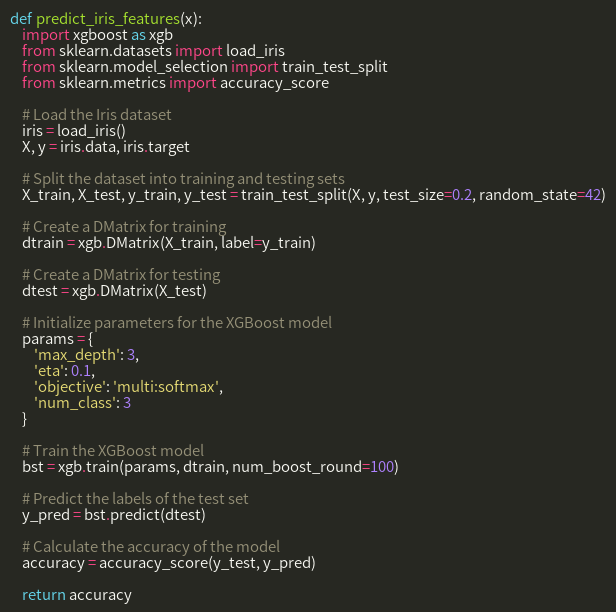 def predict_iris_features(x):
    import xgboost as xgb
    from sklearn.datasets import load_iris
    from sklearn.model_selection import train_test_split
    from sklearn.metrics import accuracy_score

    # Load the Iris dataset
    iris = load_iris()
    X, y = iris.data, iris.target

    # Split the dataset into training and testing sets
    X_train, X_test, y_train, y_test = train_test_split(X, y, test_size=0.2, random_state=42)

    # Create a DMatrix for training
    dtrain = xgb.DMatrix(X_train, label=y_train)

    # Create a DMatrix for testing
    dtest = xgb.DMatrix(X_test)

    # Initialize parameters for the XGBoost model
    params = {
        'max_depth': 3,
        'eta': 0.1,
        'objective': 'multi:softmax',
        'num_class': 3
    }

    # Train the XGBoost model
    bst = xgb.train(params, dtrain, num_boost_round=100)

    # Predict the labels of the test set
    y_pred = bst.predict(dtest)

    # Calculate the accuracy of the model
    accuracy = accuracy_score(y_test, y_pred)

    return accuracy